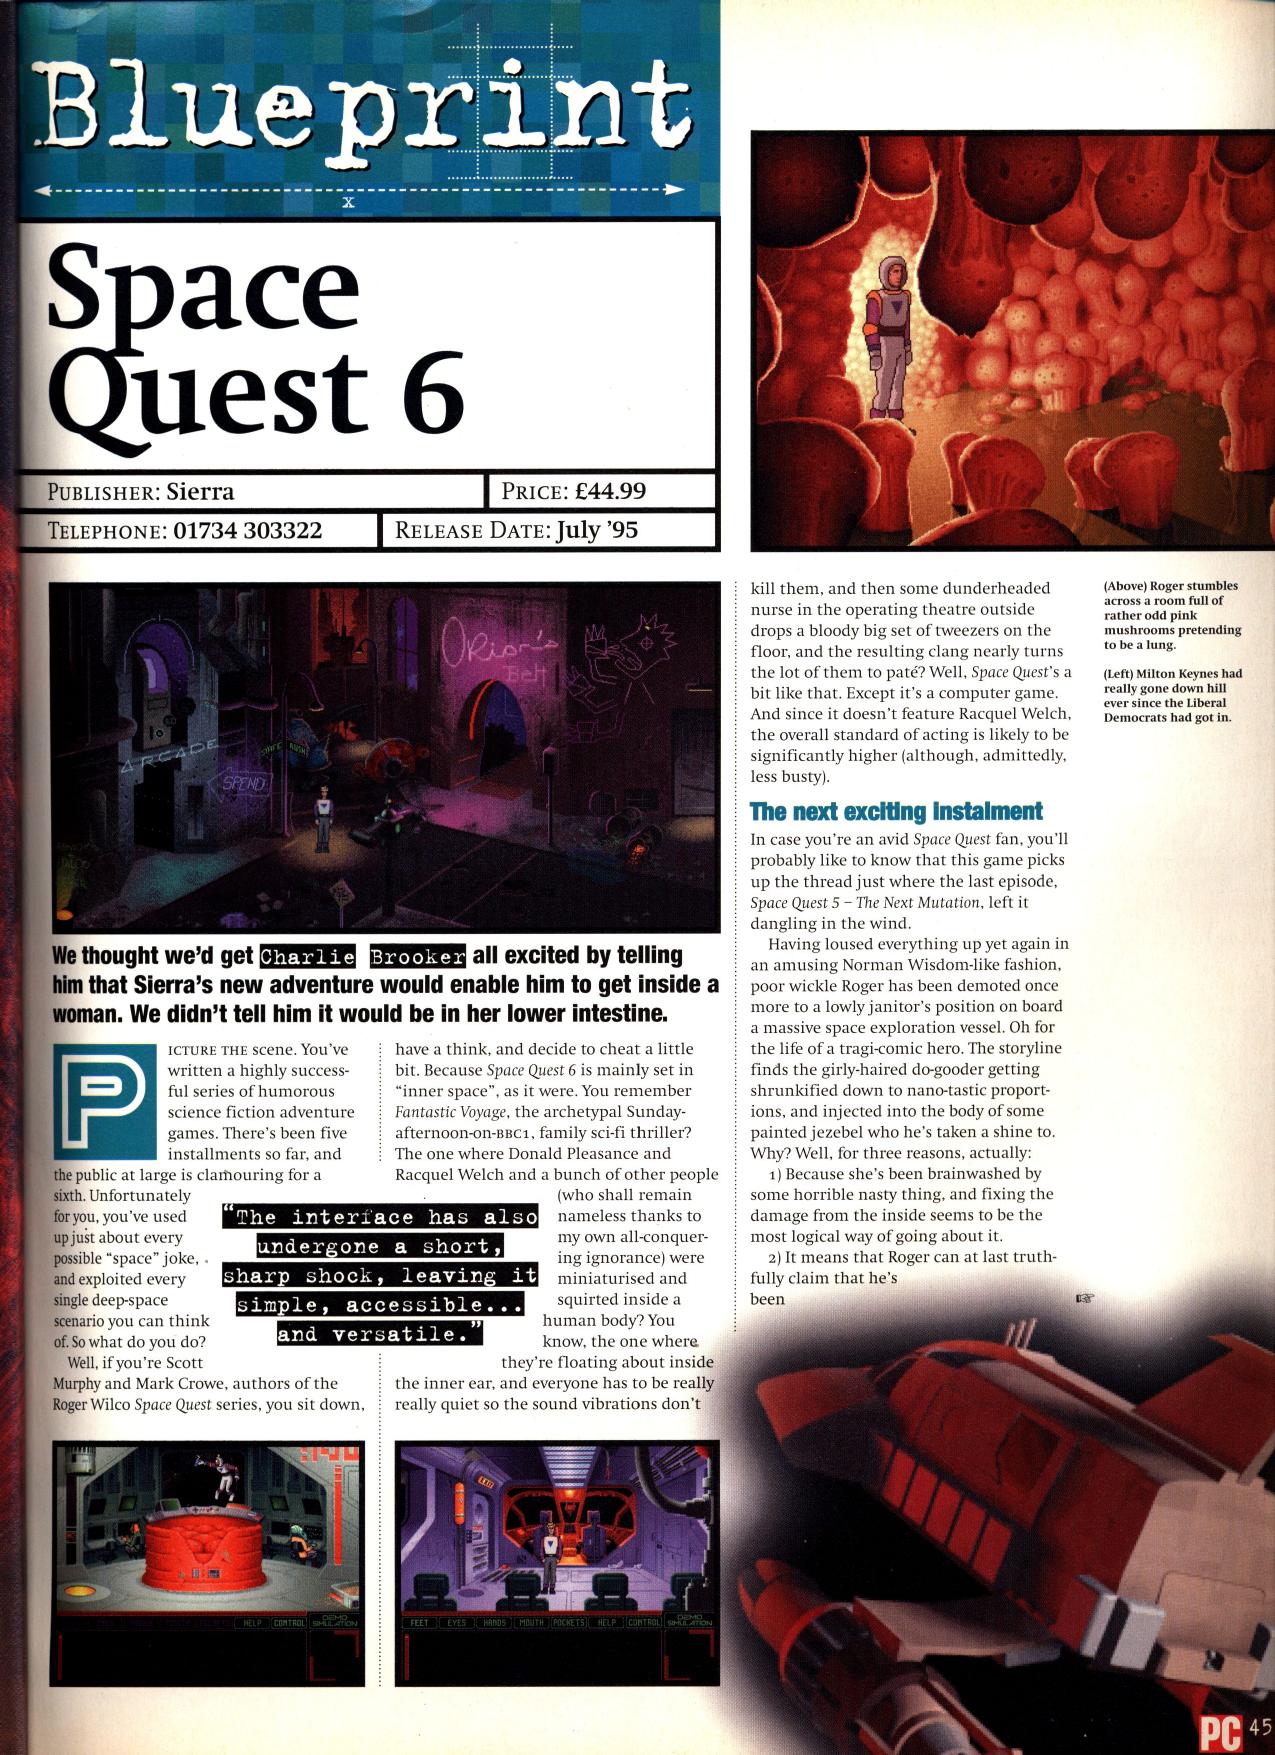 Blueprint
x
Space
Quest 6
PUBLISHER: Sierra
PRICE: £44.99
TELEPHONE: 01734 303322
RELEASE DATE: July '95
ORion's
Belt
ARCADE
SPEND
We thought we'd get Charlie Brooker all excited by telling
him that Sierra's new adventure would enable him to get inside a
woman. We didn't tell him it would be in her lower intestine.
PICTURE THE scene. You've
written a highly success-
ful series of humorous
science fiction adventure
games. There's been five
installments so far, and
the public at large is clamouring for a
sixth. Unfortunately
for you, you've used
up just about every
possible "space" joke,
and exploited every
single deep-space
scenario you can think
of. So what do you do?
Well, if you're Scott
Murphy and Mark Crowe, authors of the
Roger Wilco Space Quest series, you sit down,
"The interface has also
undergone a short,
sharp shock, leaving it
simple, accessible...
and versatile."
have a think, and decide to cheat a little
bit. Because Space Quest 6 is mainly set in
"inner space", as it were. You remember
Fantastic Voyage, the archetypal Sunday-
afternoon-on-BBC1, family sci-fi thriller?
The one where Donald Pleasance and
Racquel Welch and a bunch of other people
(who shall remain
nameless thanks to
my own all-conquer-
ing ignorance) were
miniaturised and
squirted inside a
human body? You
know, the one where
they're floating about inside
the inner ear, and everyone has to be really
really quiet so the sound vibrations don't
kill them, and then some dunderheaded
nurse in the operating theatre outside
drops a bloody big set of tweezers on the
floor, and the resulting clang nearly turns
the lot of them to paté? Well, Space Quest's a
bit like that. Except it's a computer game.
And since it doesn't feature Racquel Welch,
the overall standard of acting is likely to be
significantly higher (although, admittedly,
less busty).
The next exciting instalment
In case you're an avid Space Quest fan, you'll
probably like to know that this game picks
up the thread just where the last episode,
Space Quest 5 – The Next Mutation, left it
dangling in the wind.
Having loused everything up yet again in
an amusing Norman Wisdom-like fashion,
poor wickle Roger has been demoted once
more to a lowly janitor's position on board
a massive space exploration vessel. Oh for
the life of a tragi-comic hero. The storyline
finds the girly-haired do-gooder getting
shrunkified down to nano-tastic proport-
ions, and injected into the body of some
painted jezebel who he's taken a shine to.
Why? Well, for three reasons, actually:
1) Because she's been brainwashed by
some horrible nasty thing, and fixing the
damage from the inside seems to be the
most logical way of going about it.
2) It means that Roger can at last truth-
fully claim that he's
been
(Above) Roger stumbles
across a room full of
rather odd pink
mushrooms pretending
to be a lung.
(Left) Milton Keynes had
really gone down hill
ever since the Liberal
Democrats had got in.
HELP CONTROL DEMO
SIMULATION
EXIT
FEET EYES HANDS MOUTH POCKETS HELP CONTROL DEMO
SIMULATION
PC 45